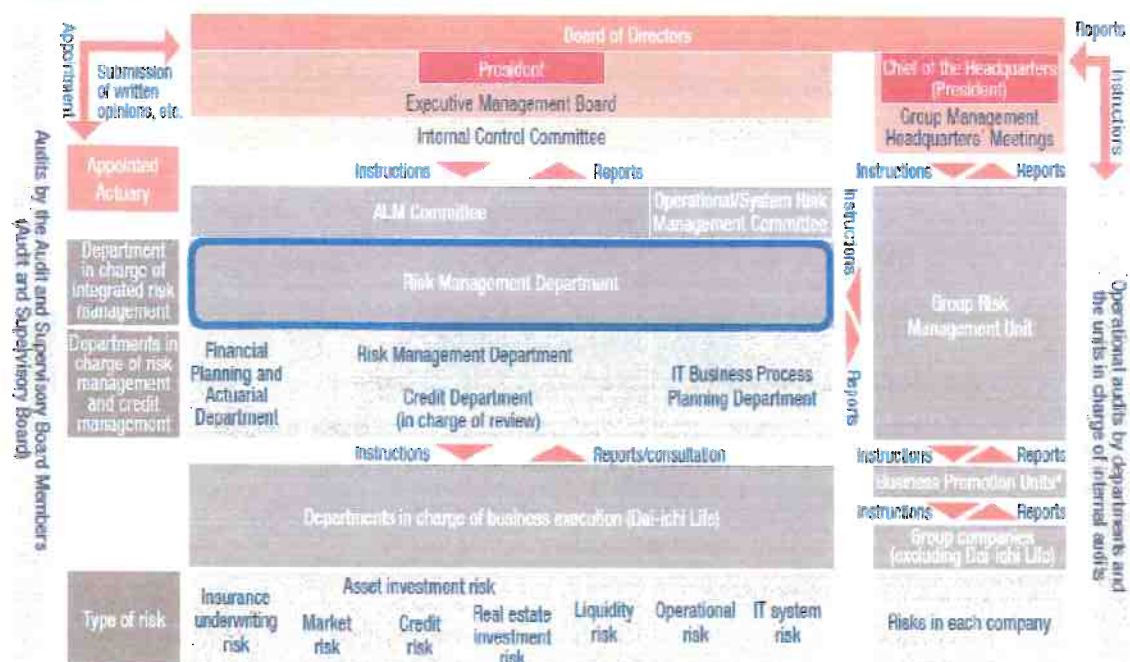 Appointment
Submission
of written
opinions, etc.
Board of Directors
President
Executive Management Board
Internal Control Committee
Chief of the Headquarters
(President)
Group Management
Headquarters' Meetings
Reports
Instructions
Appointed
Actuary
Instructions
Reports
Instructions
Reports
ALM Committee
Operational/System Risk
Management Committee
Department
in charge of
integrated risk
management
Risk Management Department
Instructions
Reports
Group Risk
Management Unit
Departments in
charge of risk
management
and credit
management
Financial
Planning and
Actuarial
Department
Risk Management Department
Credit Department
(in charge of review)
IT Business Process
Planning Department
Instructions
Reports/consultation
Instructions
Reports
Business Promotion Units*
Instructions
Reports
Departments in charge of business execution (Dai-ichi Life)
Group companies
(excluding Dai-ichi Life)
Type of risk
Insurance
underwriting
risk
Asset investment risk
Market
risk
Credit
risk
Real estate
investment
risk
Liquidity
risk
Operational
risk
IT system
risk
Risks in each company
Audits by the Audit and Supervisory Board Members
(Audit and Supervisory Board)
Operational audits by departments and
the units in charge of internal audits